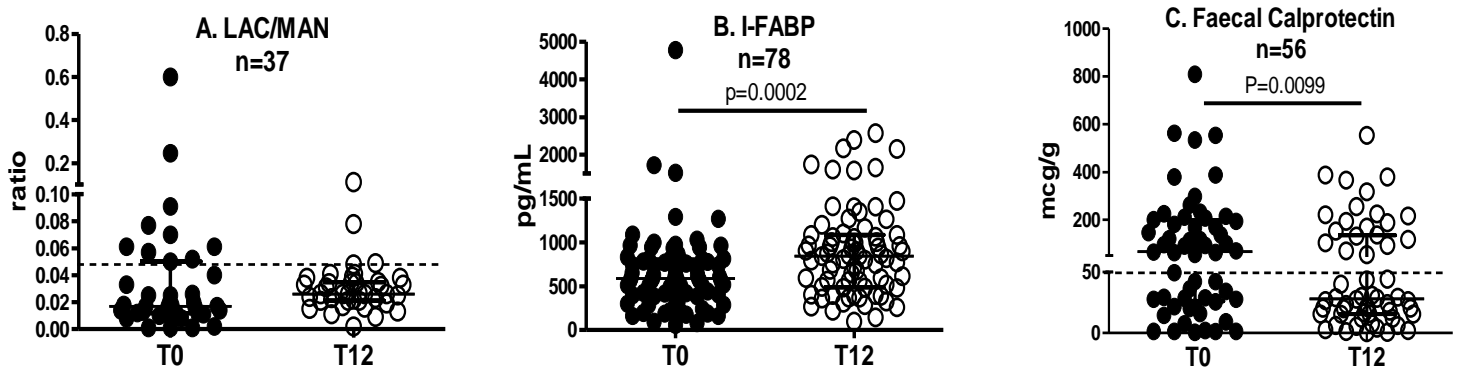 A. LAC/MAN
n=37
ratio
0.8
0.6
0.4
0.2
0.10
0.08
0.06
0.04
0.02
0.00
T0 T12
B. I-FABP
n=78
p=0.0002
pg/mL
5000
4000
3000
2000
1500
1000
500
0
T0 T12
C. Faecal Calprotectin
n=56
P=0.0099
mcg/g
1000
800
600
400
200
50
0
T0 T12